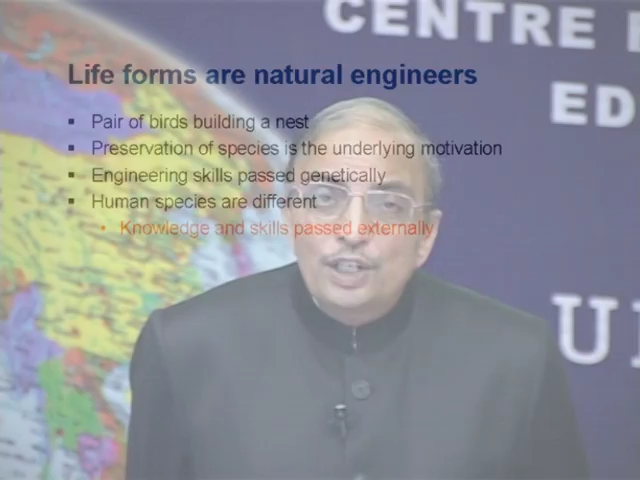 CENTRE
ED
U
Life forms are natural engineers
▪ Pair of birds building a nest
▪ Preservation of species is the underlying motivation
▪ Engineering skills passed genetically
▪ Human species are different
• Knowledge and skills passed externally